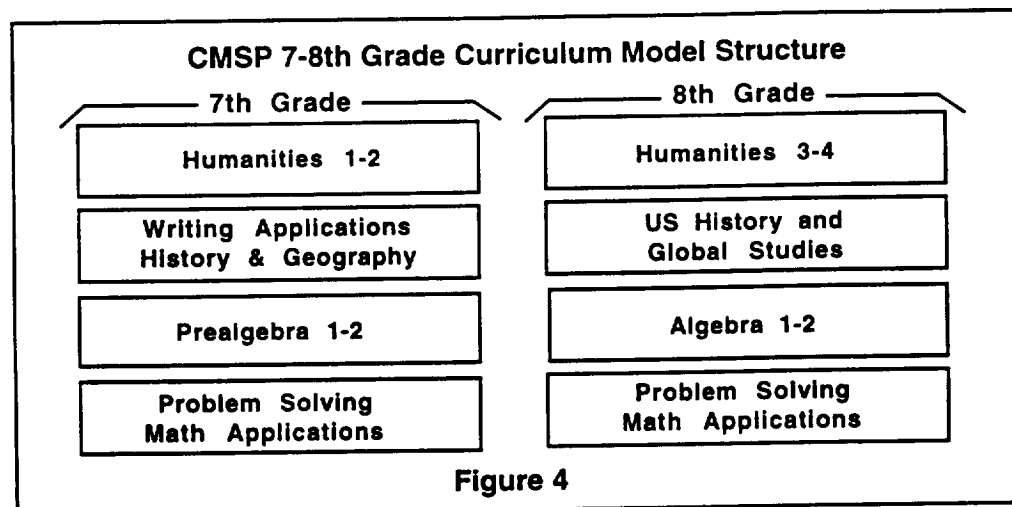 CMSP 7-8th Grade Curriculum Model Structure
7th Grade
Humanities 1-2
Writing Applications
History & Geography
Prealgebra 1-2
Problem Solving
Math Applications
8th Grade
Humanities 3-4
US History and
Global Studies
Algebra 1-2
Problem Solving
Math Applications
Figure 4